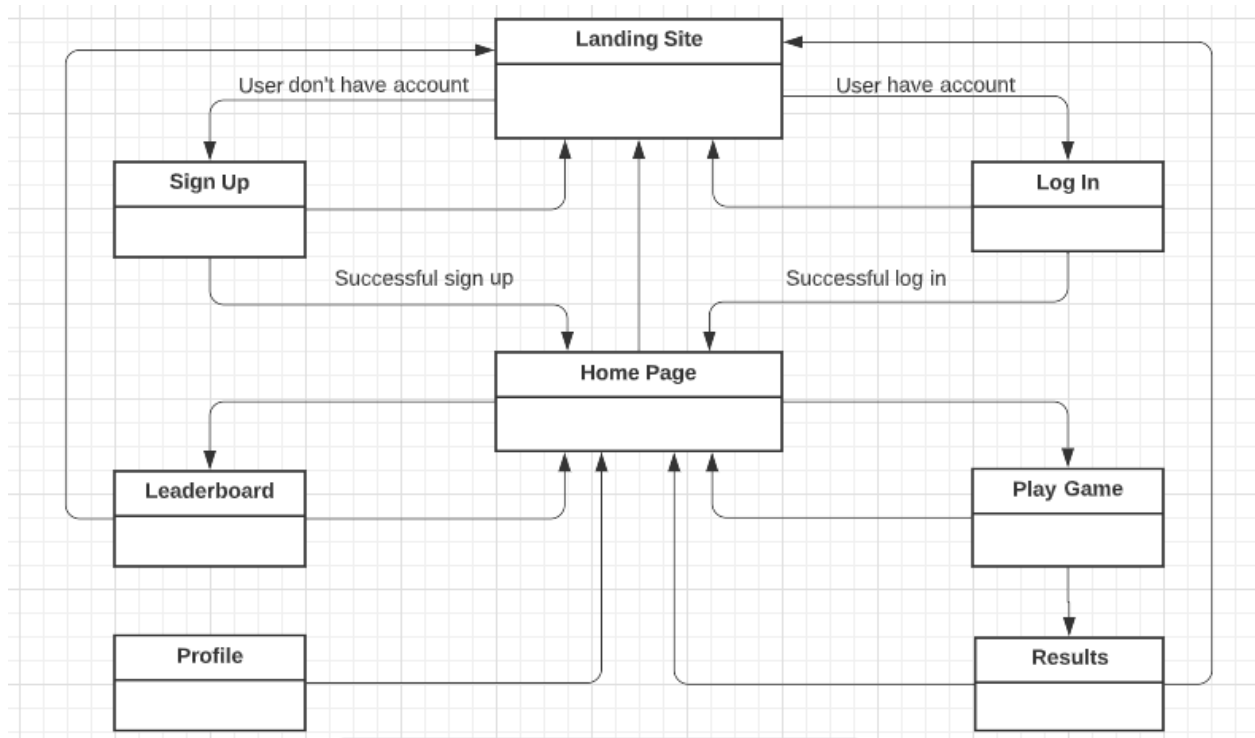 Landing Site
User don't have account
User have account
Sign Up
Log In
Successful sign up
Successful log in
Home Page
Leaderboard
Play Game
Profile
Results